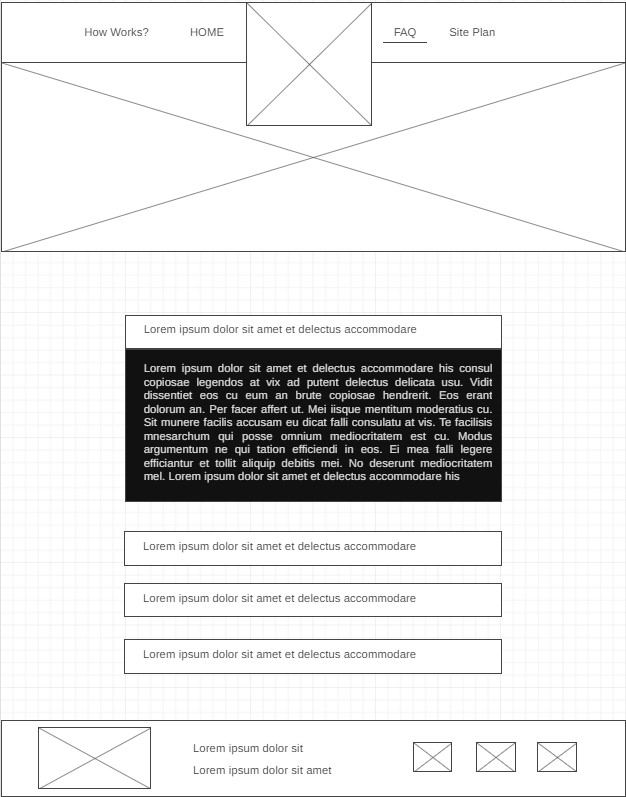 How Works? HOME FAQ Site Plan
Lorem ipsum dolor sit amet et delectus accommodare
Lorem ipsum dolor sit amet et delectus accommodare his consul
copiosae legendos at vix ad putent delectus delicata usu. Vidit
dissentiet eos cu eum an brute copiosae hendrerit. Eos erant
dolorum an. Per facer affert ut. Mei iisque mentitum moderatius cu.
Sit munere facilis accusam eu dicat falli consulatu at vis. Te facilisis
mnesarchum qui posse omnium mediocritatem est cu. Modus
argumentum ne qui tation efficiendi in eos. Ei mea falli legere
efficiantur et tollit aliquip debitis mei. No deserunt mediocritatem
mel. Lorem ipsum dolor sit amet et delectus accommodare his
Lorem ipsum dolor sit amet et delectus accommodare
Lorem ipsum dolor sit amet et delectus accommodare
Lorem ipsum dolor sit amet et delectus accommodare
Lorem ipsum dolor sit
Lorem ipsum dolor sit amet